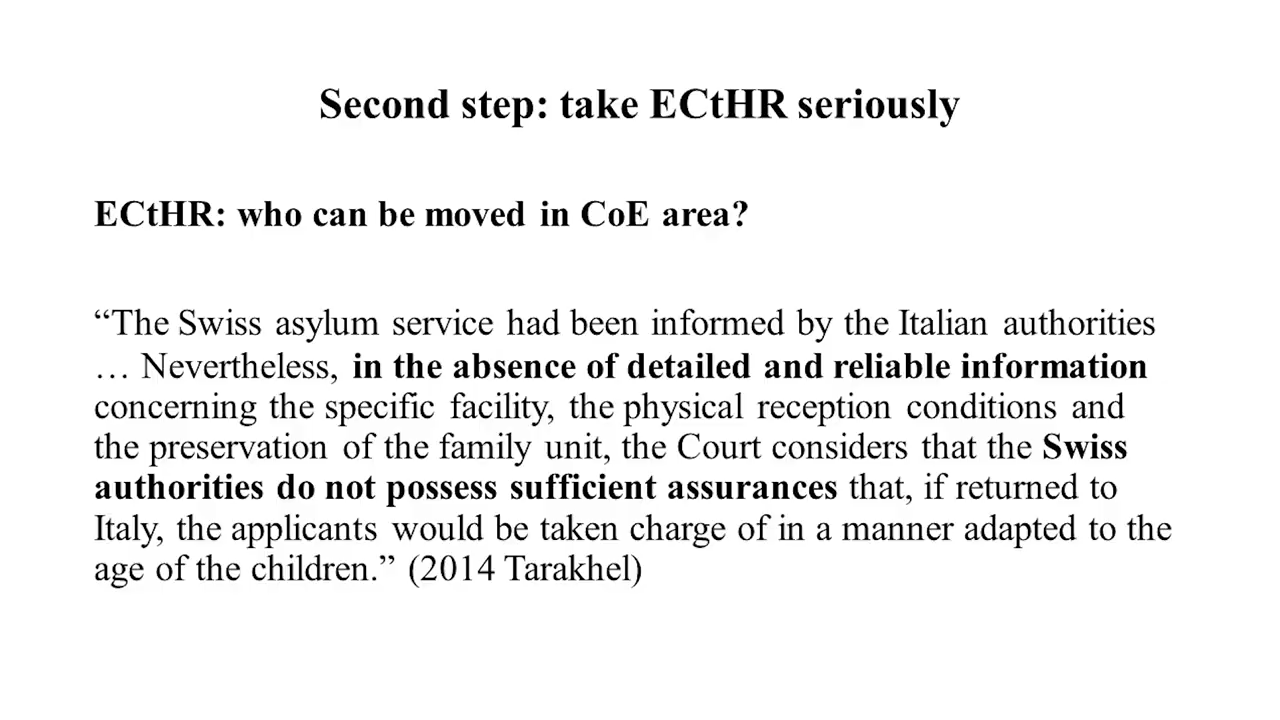 Second step: take ECtHR seriously
ECtHR: who can be moved in CoE area?
“The Swiss asylum service had been informed by the Italian authorities
… Nevertheless, in the absence of detailed and reliable information
concerning the specific facility, the physical reception conditions and
the preservation of the family unit, the Court considers that the Swiss
authorities do not possess sufficient assurances that, if returned to
Italy, the applicants would be taken charge of in a manner adapted to the
age of the children.” (2014 Tarakhel)